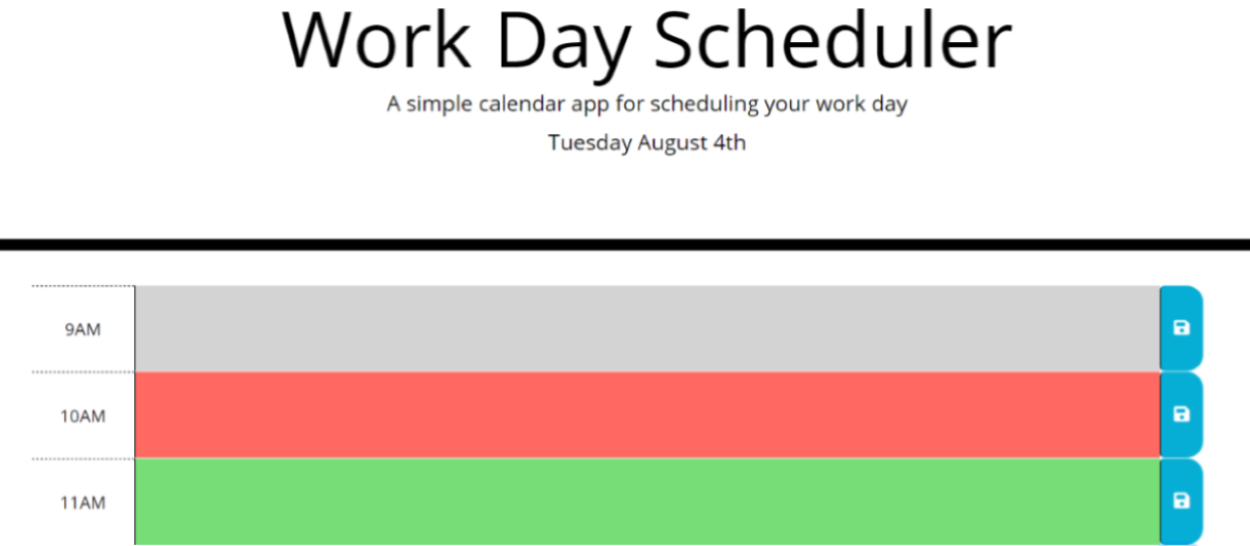 Work Day Scheduler
A simple calendar app for scheduling your work day
Tuesday August 4th
9AM
10AM
11AM